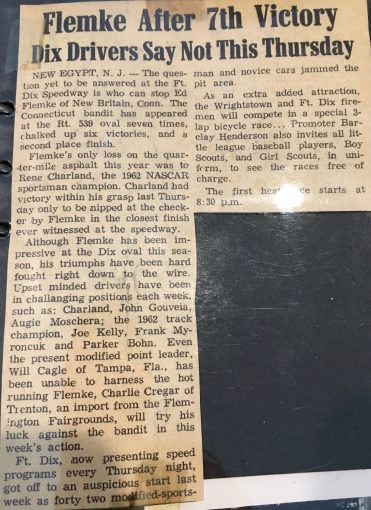 Flemke After 7th Victory
Dix Drivers Say Not This Thursday
NEW EGYPT, N. J. — The ques-
tion yet to be answered at the Ft.
Dix Speedway is who can stop Ed
Flemke of New Britain, Conn. The
Connecticut bandit has appeared
at the Rt. 539 oval seven times,
chalked up six victories, and a
second place finish.
Flemke's only loss on the quar-
ter-mile asphalt this year was to
Rene Charland, the 1962 NASCAR
sportsman champion. Charland had
victory within his grasp last Thurs-
day only to be nipped at the check-
er by Flemke in the closest finish
ever witnessed at the speedway.
Although Flemke has been im-
pressive at the Dix oval this sea-
son, his triumphs have been hard
fought right down to the wire.
Upset minded drivers have been
in challanging positions each week,
such as: Charland, John Gouveia,
Augie Moschera; the 1962 track
champion, Joe Kelly, Frank My-
roncuk and Parker Bohn. Even
the present modified point leader,
Will Cagle of Tampa, Fla., has
been unable to harness the hot
running Flemke, Charlie Cregar of
Trenton, an import from the Flem-
ington Fairgrounds, will try his
luck against the bandit in this
week's action.
Ft. Dix, now presenting speed
programs every Thursday night,
got off to an auspicious start last
week as forty two modified-sports-
man and novice cars jammed the
pit area.
As an extra added attraction,
the Wrightstown and Ft. Dix fire-
men will compete in a special 3-
lap bicycle race... Promoter Bar-
clay Henderson also invites all lit-
tle league baseball players, Boy
Scouts, and Girl Scouts, in uni-
form, to see the races free of
charge.
The first heat race starts at
8:30 p.m.